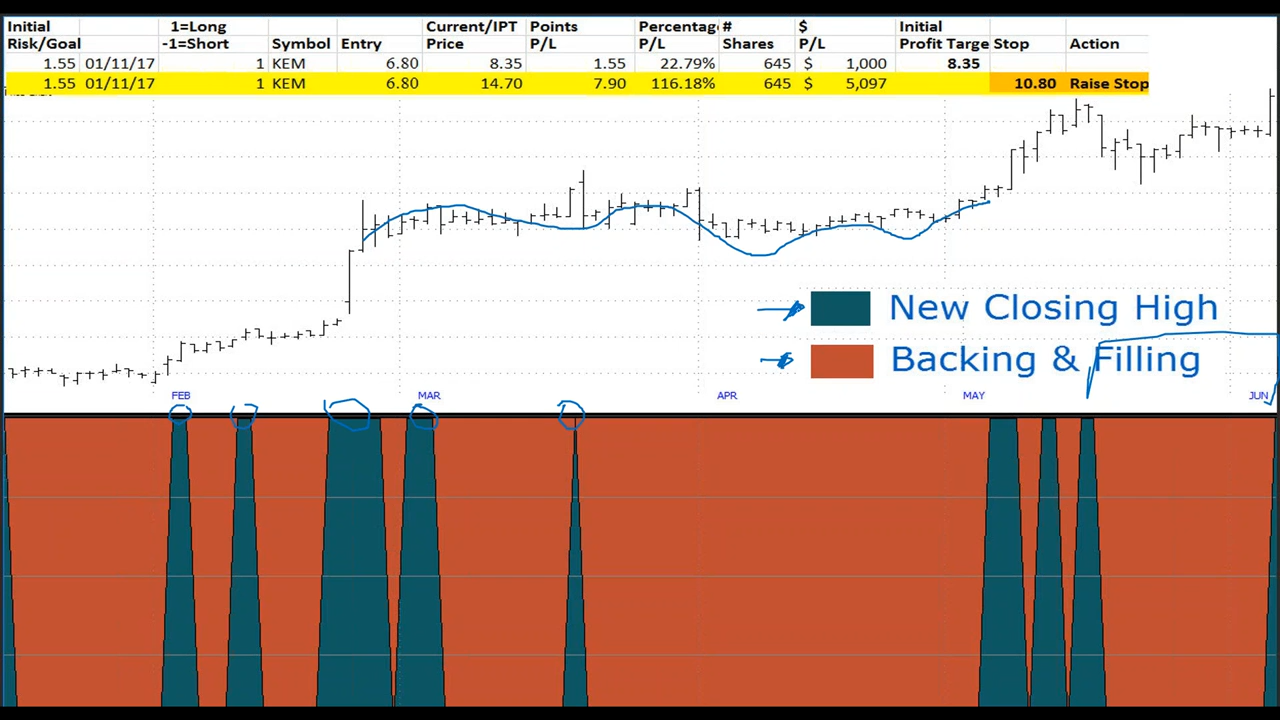 Initial 1=Long Current/IPT Points Percentag # $ Initial
Risk/Goal -1=Short Symbol Entry Price P/L P/L Shares P/L Profit Targe Stop Action
1.55 01/11/17 1 KEM 6.80 8.35 1.55 22.79% 645 $ 1,000 8.35
1.55 01/11/17 1 KEM 6.80 14.70 7.90 116.18% 645 $ 5,097 10.80 Raise Stop
New Closing High
Backing & Filling
FEB MAR APR MAY JUN